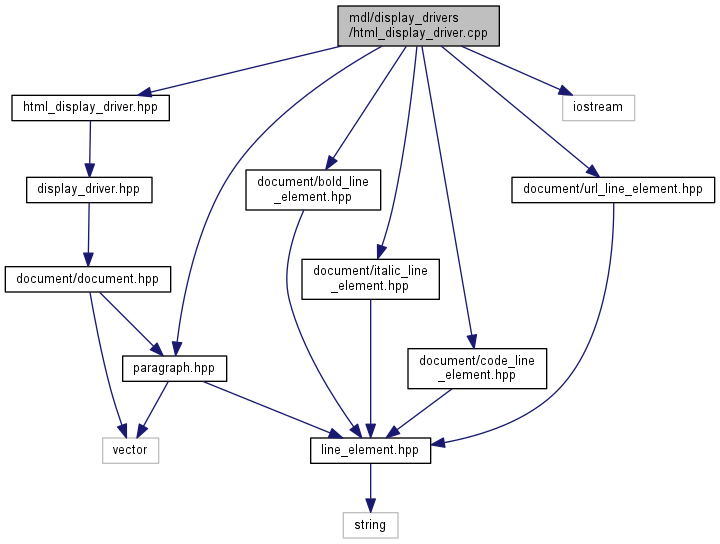 mdl/display_drivers
/html_display_driver.cpp
html_display_driver.hpp
iostream
display_driver.hpp
document/bold_line
_element.hpp
document/url_line_element.hpp
document/document.hpp
document/italic_line
_element.hpp
paragraph.hpp
document/code_line
_element.hpp
vector
line_element.hpp
string